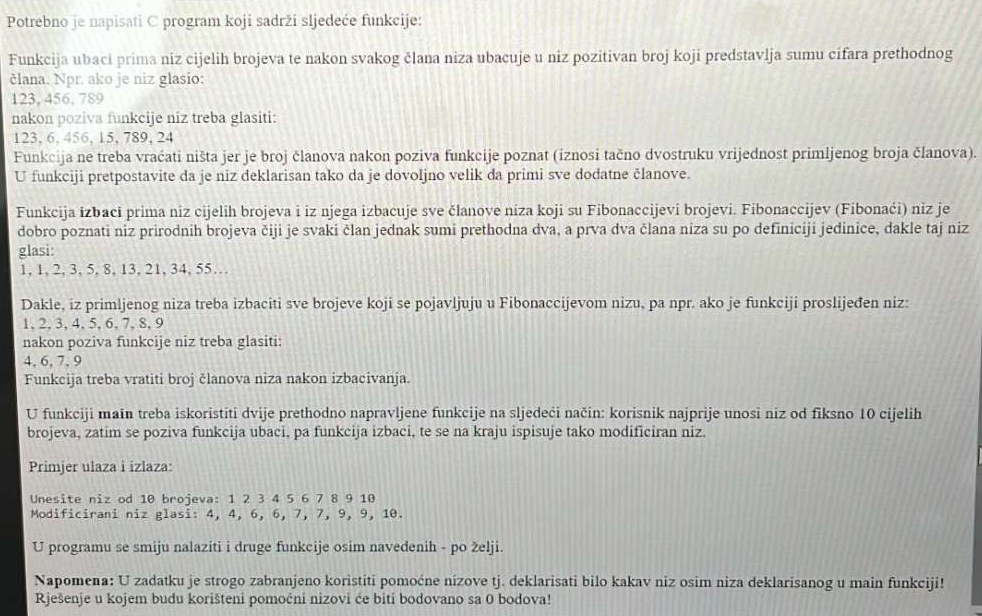 Potrebno je napisati C program koji sadrži sljedeće funkcije:
Funkcija ubaci prima niz cijelih brojeva te nakon svakog člana niza ubacuje u niz pozitivan broj koji predstavlja sumu cifara prethodnog
člana. Npr. ako je niz glasio:
123, 456, 789
nakon poziva funkcije niz treba glasiti:
123, 6, 456, 15, 789, 24
Funkcija ne treba vraćati ništa jer je broj članova nakon poziva funkcije poznat (iznosi tačno dvostruku vrijednost primljenog broja članova).
U funkciji pretpostavite da je niz deklarisan tako da je dovoljno velik da primi sve dodatne članove.
Funkcija izbaci prima niz cijelih brojeva i iz njega izbacuje sve članove niza koji su Fibonaccijevi brojevi. Fibonaccijev (Fibonači) niz je
dobro poznati niz prirodnih brojeva čiji je svaki član jednak sumi prethodna dva, a prva dva člana niza su po definiciji jedinice, dakle taj niz
glasi:
1, 1, 2, 3, 5, 8, 13, 21, 34, 55...
Dakle, iz primljenog niza treba izbaciti sve brojeve koji se pojavljuju u Fibonaccijevom nizu, pa npr. ako je funkciji proslijeđen niz:
1, 2, 3, 4, 5, 6, 7, 8, 9
nakon poziva funkcije niz treba glasiti:
4, 6, 7, 9
Funkcija treba vratiti broj članova niza nakon izbacivanja.
U funkciji main treba iskoristiti dvije prethodno napravljene funkcije na sljedeći način: korisnik najprije unosi niz od fiksno 10 cijelih
brojeva, zatim se poziva funkcija ubaci, pa funkcija izbaci, te se na kraju ispisuje tako modificiran niz.
Primjer ulaza i izlaza:
Unesite niz od 10 brojeva: 1 2 3 4 5 6 7 8 9 10
Modificirani niz glasi: 4, 4, 6, 6, 7, 7, 9, 9, 10.
U programu se smiju nalaziti i druge funkcije osim navedenih - po želji.
Napomena: U zadatku je strogo zabranjeno koristiti pomoćne nizove tj. deklarisati bilo kakav niz osim niza deklarisanog u main funkciji!
Rješenje u kojem budu korišteni pomoćni nizovi će biti bodovano sa 0 bodova!